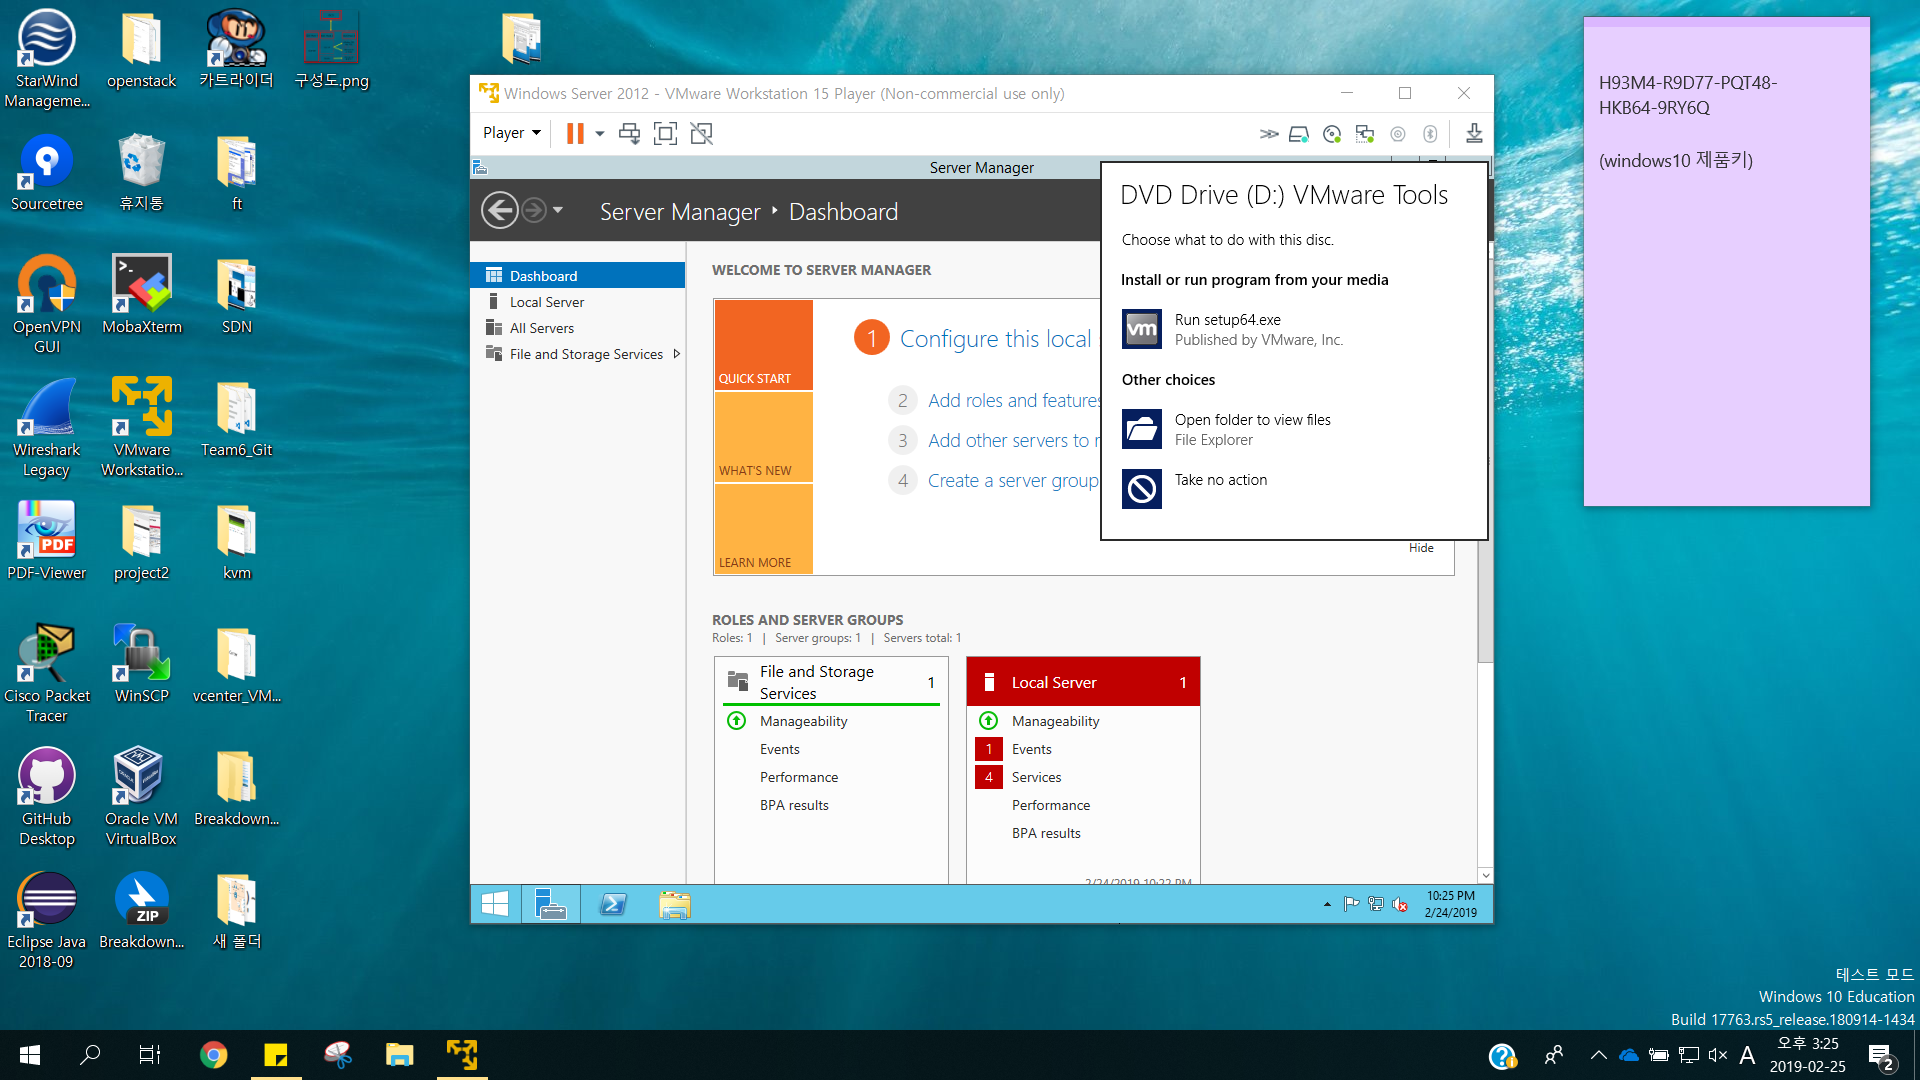 StarWind
Manageme...
openstack
카트라이더
구성도.png
Sourcetree
휴지통
ft
OpenVPN
GUI
MobaXterm
SDN
Wireshark
Legacy
VMware
Workstatio...
Team6_Git
PDF
PDF-Viewer
project2
kvm
Cisco Packet
Tracer
WinSCP
vcenter_VM...
GitHub
Desktop
Oracle VM
VirtualBox
Breakdown...
Eclipse Java
2018-09
ZIP
Breakdown...
새 폴더
Windows Server 2012 - VMware Workstation 15 Player (Non-commercial use only)
Player
Server Manager
Server Manager ‣ Dashboard
Dashboard
Local Server
All Servers
File and Storage Services
WELCOME TO SERVER MANAGER
QUICK START
WHAT'S NEW
LEARN MORE
1 Configure this local
2 Add roles and features
3 Add other servers to
4 Create a server group
Hide
DVD Drive (D:) VMware Tools
Choose what to do with this disc.
Install or run program from your media
vm
Run setup64.exe
Published by VMware, Inc.
Other choices
Open folder to view files
File Explorer
Take no action
ROLES AND SERVER GROUPS
Roles: 1 | Server groups: 1 | Servers total: 1
File and Storage
Services
1
Manageability
Events
Performance
BPA results
Local Server 1
Manageability
1 Events
4 Services
Performance
BPA results
2/24/2019 10:22 PM
10:25 PM
2/24/2019
H93M4-R9D77-PQT48-
HKB64-9RY6Q
(windows10 제품키)
테스트 모드
Windows 10 Education
Build 17763.rs5_release.180914-1434
A
오후 3:25
2019-02-25
2